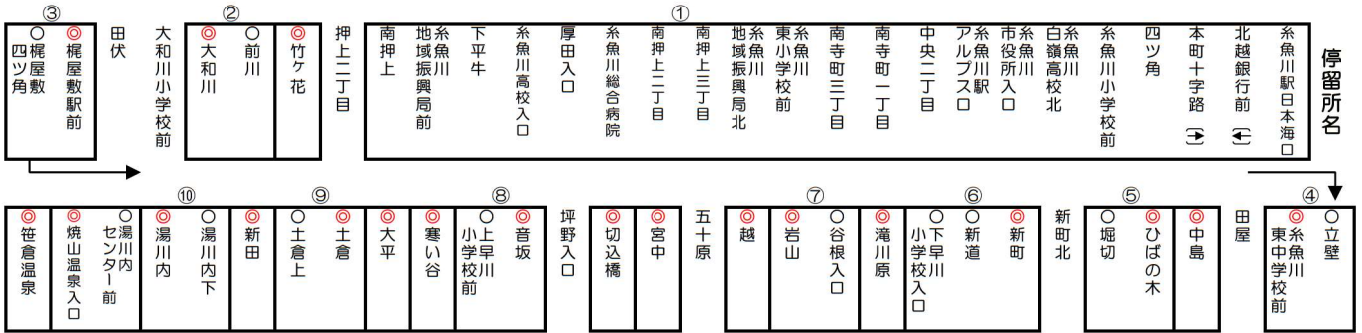 停留所名
糸魚川駅日本海口
北越銀行前
本町十字路
四ツ角
糸魚川小学校前
糸魚川
白嶺高校北
糸魚川
市役所入口
糸魚川駅
アルプス口
中央二丁目
南寺町一丁目
南寺町三丁目
糸魚川
東小学校前
糸魚川
地域振興局北
南押上三丁目
南押上二丁目
糸魚川総合病院
厚田入口
糸魚川高校入口
下平牛
糸魚川
地域振興局前
南押上
①
押上二丁目
◎竹ヶ花
○前川
◎大和川
②
大和川小学校前
田伏
◎梶屋敷駅前
○梶屋敷
四ツ角
③
④
○立壁
◎糸魚川
東中学校前
田屋
◎中島
⑤
◎ひばの木
○堀切
新町北
⑥
◎新町
○新道
○下早川
小学校入口
◎滝川原
⑦
○谷根入口
◎岩山
◎越
五十原
◎宮中
◎切込橋
坪野入口
⑧
◎音坂
○上早川
小学校前
◎寒い谷
◎大平
⑨
◎土倉
○土倉上
◎新田
⑩
○湯川内下
◎湯川内
○湯川内
センター前
◎焼山温泉入口
◎笹倉温泉